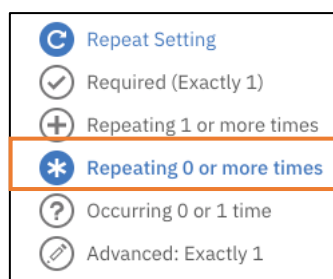 Repeat Setting
Required (Exactly 1)
Repeating 1 or more times
Repeating 0 or more times
Occurring 0 or 1 time
Advanced: Exactly 1